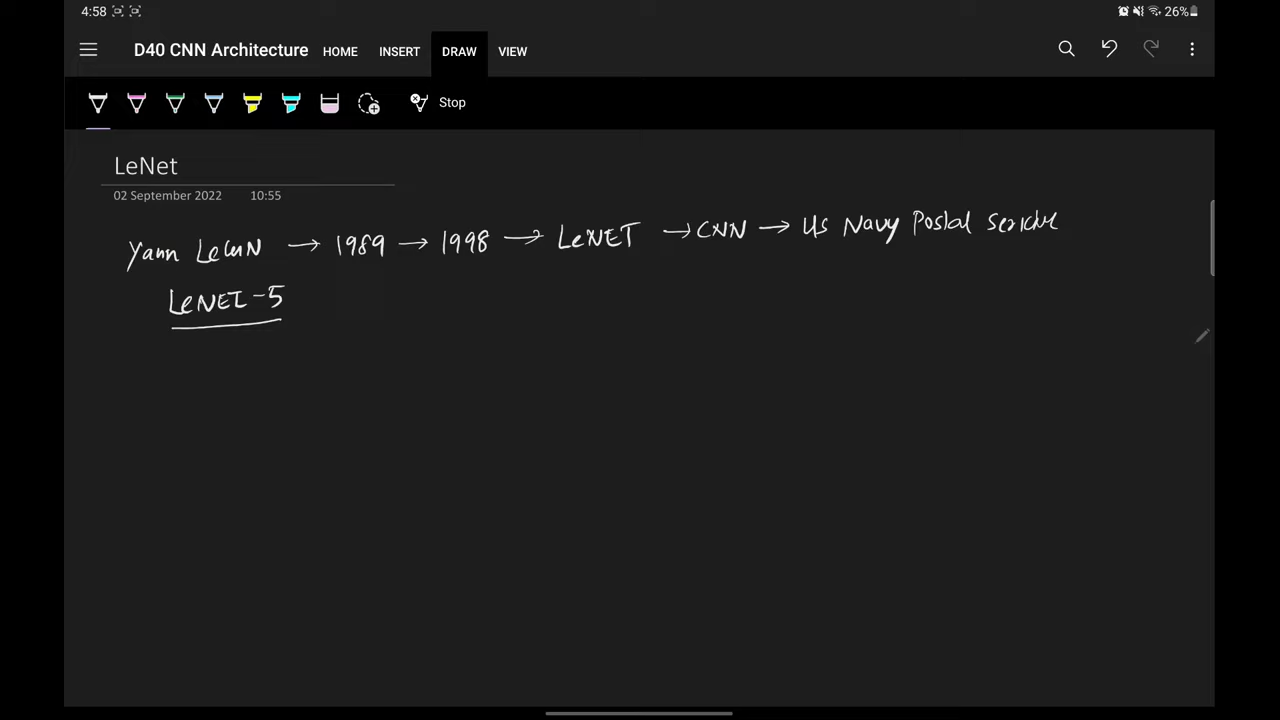 4:58 26%
D40 CNN Architecture HOME INSERT DRAW VIEW
Stop
LeNet
02 September 2022 10:55
Yann LeCuN → 1989 → 1998 → LeNET → CNN → Us Navy Postal
LeNET-5